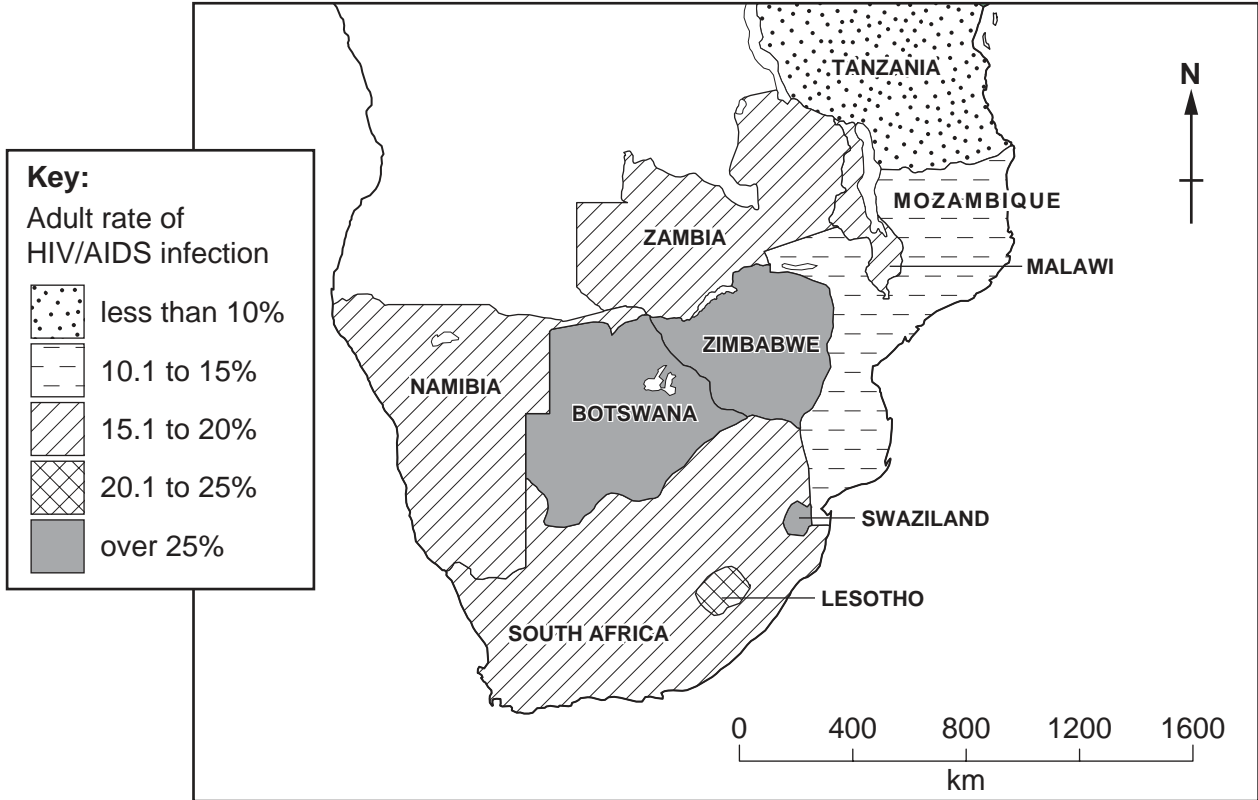 TANZANIA
N
Key:
Adult rate of
HIV/AIDS infection
less than 10%
10.1 to 15%
15.1 to 20%
20.1 to 25%
over 25%
MOZAMBIQUE
ZAMBIA
MALAWI
ZIMBABWE
NAMIBIA
BOTSWANA
SWAZILAND
LESOTHO
SOUTH AFRICA
0 400 800 1200 1600
km